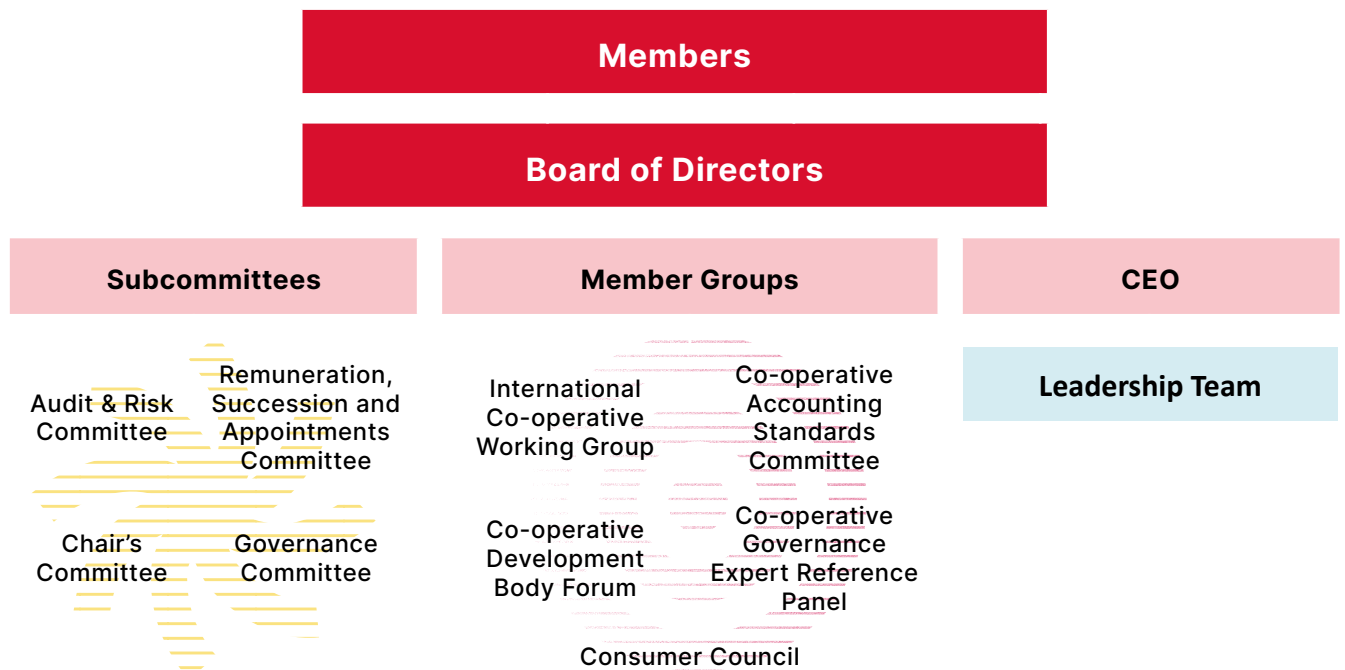 Members
Board of Directors
Subcommittees
Member Groups
CEO
Audit & Risk
Committee
Remuneration,
Succession and
Appointments
Committee
Chair’s
Committee
Governance
Committee
International
Co-operative
Working Group
Co-operative
Accounting
Standards
Committee
Co-operative
Development
Body Forum
Co-operative
Governance
Expert Reference
Panel
Consumer Council
Leadership Team